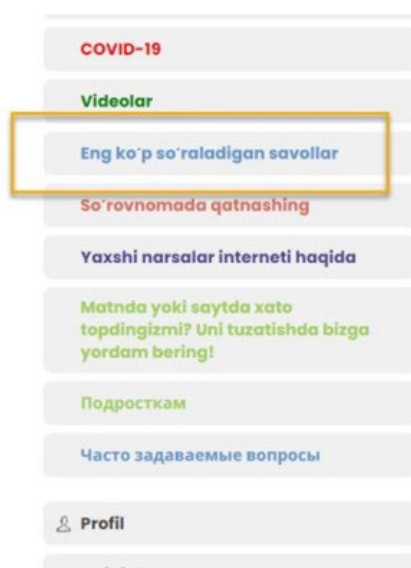 COVID-19
Videolar
Eng ko‘p so‘raladigan savollar
So‘rovnomada qatnashing
Yaxshi narsalar interneti haqida
Matnda yoki saytda xato
topdingizmi? Uni tuzatishda bizga
yordam bering!
Подросткам
Часто задаваемые вопросы
Profil